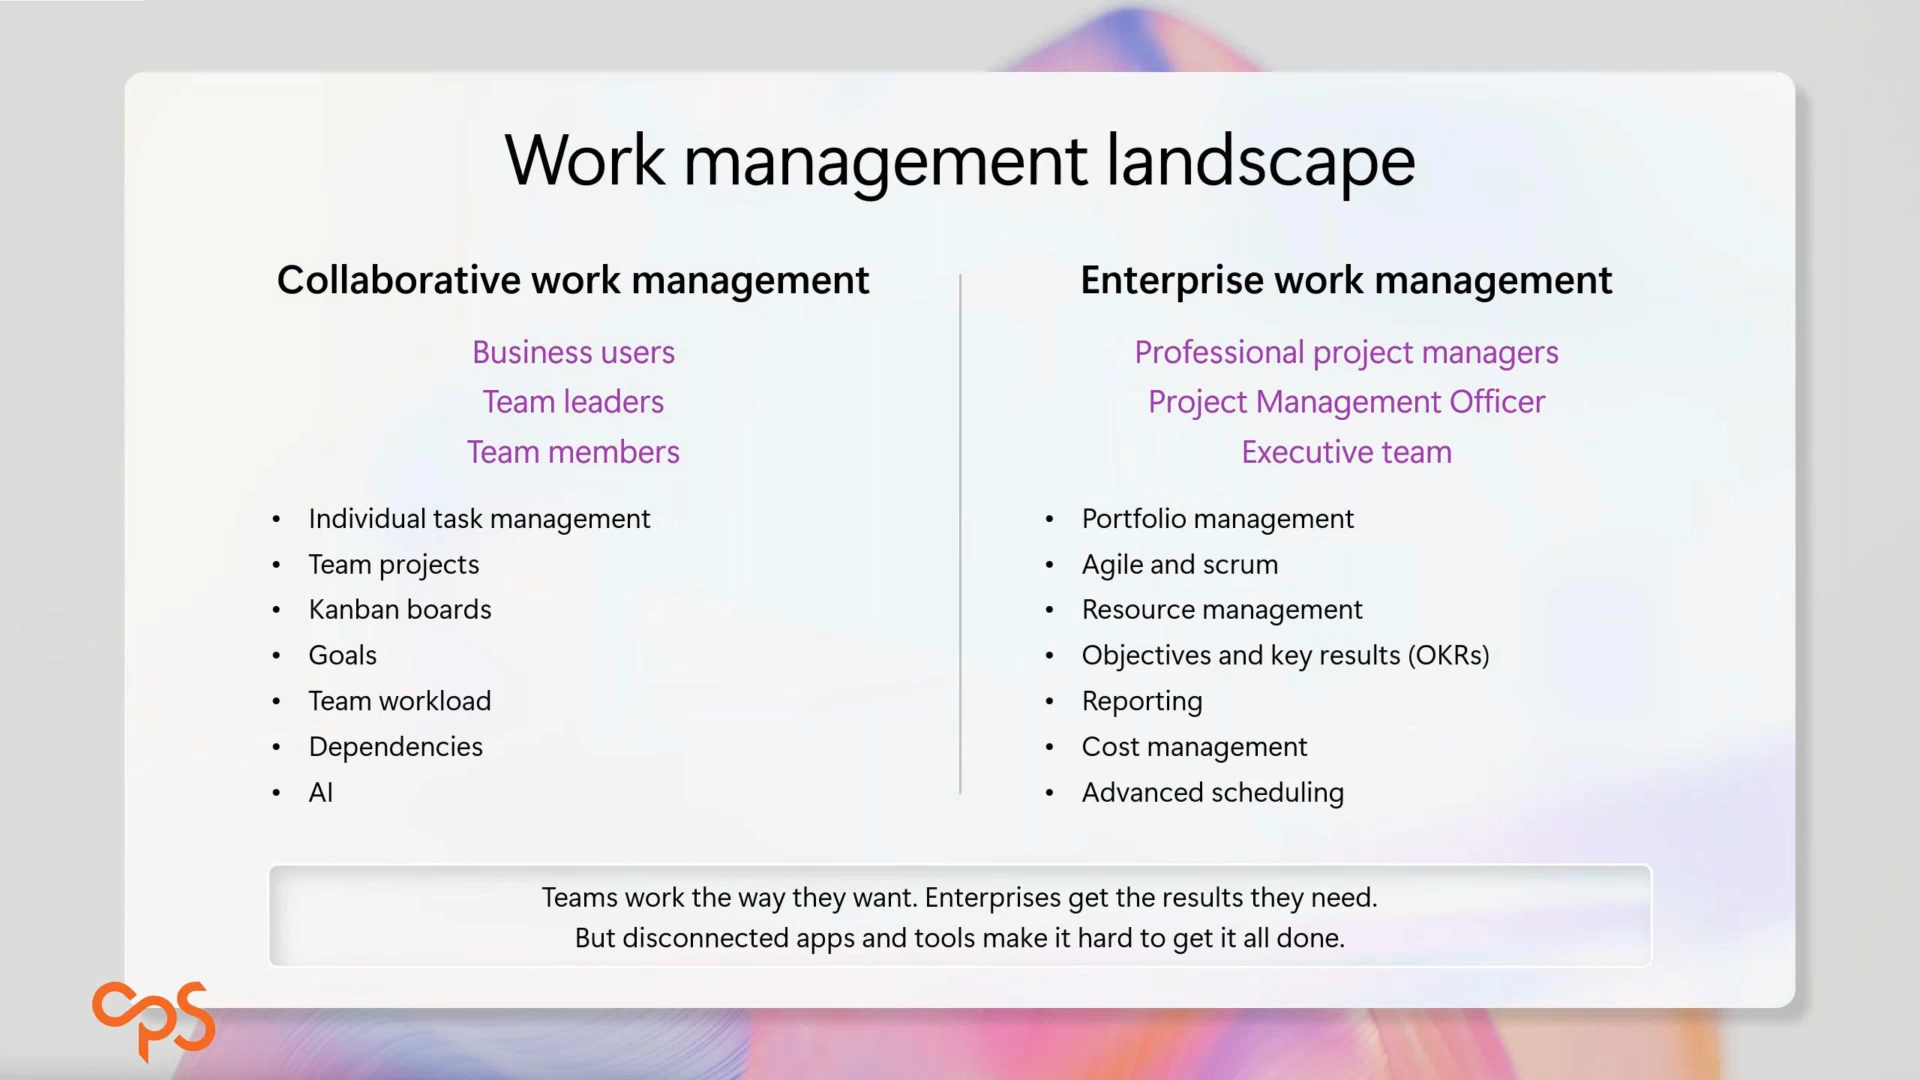 Work management landscape
Collaborative work management
Business users
Team leaders
Team members
• Individual task management
• Team projects
• Kanban boards
• Goals
• Team workload
• Dependencies
• AI
Enterprise work management
Professional project managers
Project Management Officer
Executive team
• Portfolio management
• Agile and scrum
• Resource management
• Objectives and key results (OKRs)
• Reporting
• Cost management
• Advanced scheduling
Teams work the way they want. Enterprises get the results they need.
But disconnected apps and tools make it hard to get it all done.
cps